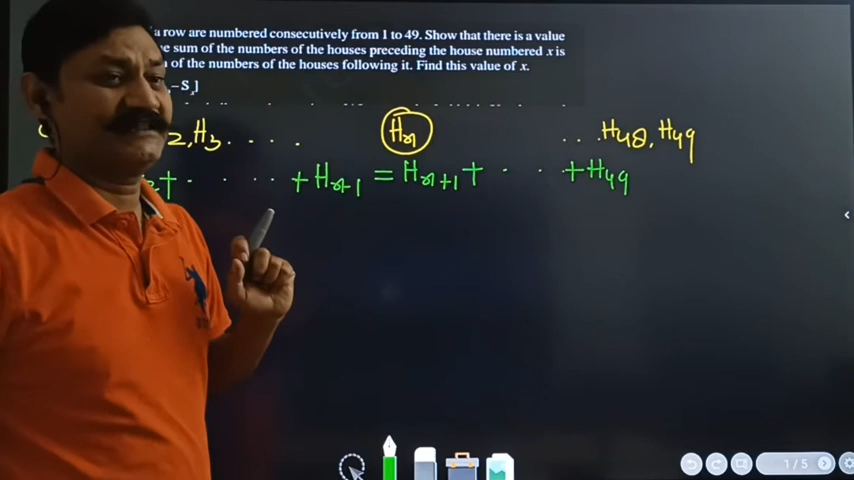 a row are numbered consecutively from 1 to 49. Show that there is a value
sum of the numbers of the houses preceding the house numbered x is
of the numbers of the houses following it. Find this value of x.
–Sₓ]
2, H₃ . . . . . Hₓ . . . H₄₈, H₄₉
2+ . . . . + Hₓ₋₁ = Hₓ₊₁ + . . + H₄₉
1 / 5